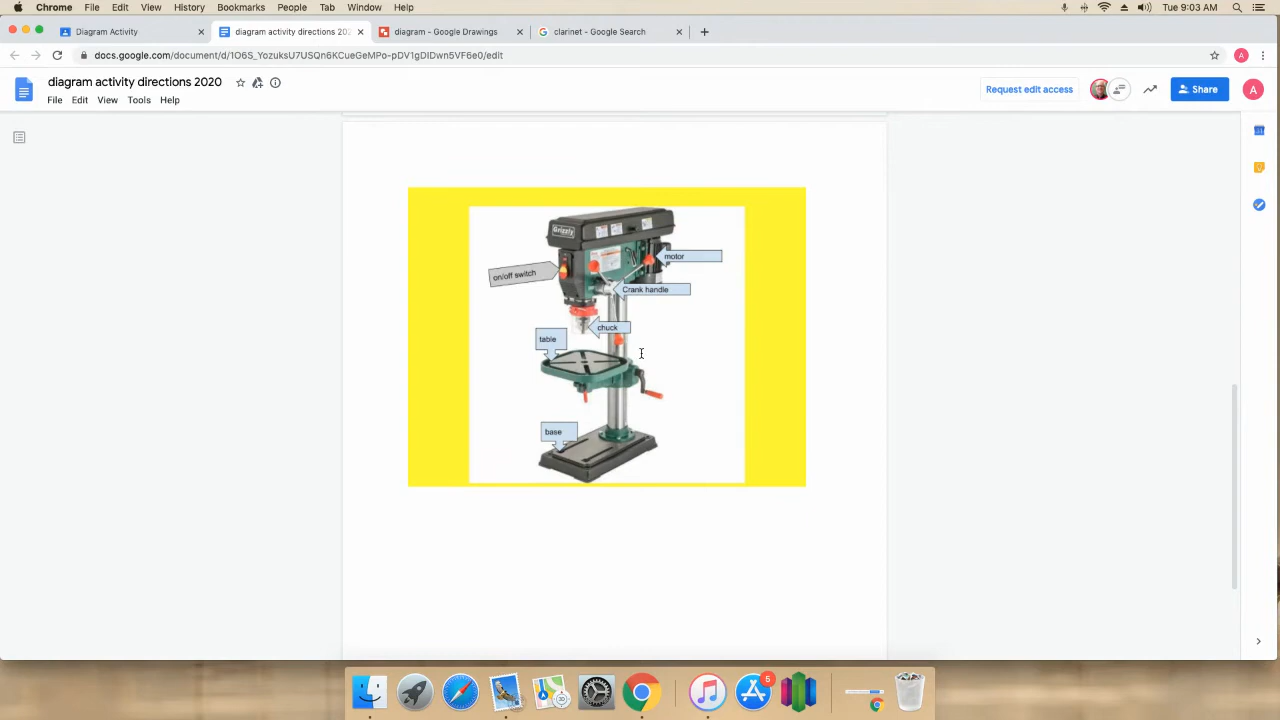 Chrome File Edit View History Bookmarks People Tab Window Help Tue 9:03 AM
Diagram Activity diagram activity directions 202 diagram - Google Drawings clarinet - Google Search
docs.google.com/document/d/1O6S_YozuksU7USQn6KCueGeMPo-pDV1gDIDwn5VF6e0/edit A
diagram activity directions 2020
File Edit View Tools Help
Request edit access
Share
A
Grizzly
motor
on/off switch
Crank handle
chuck
table
base
5